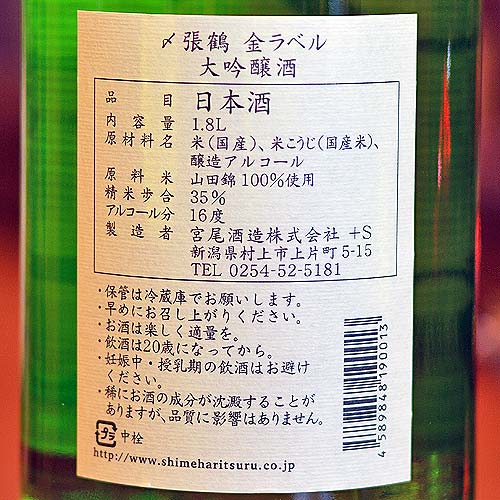 〆張鶴 金ラベル
大吟醸酒
品目 日本酒
内容量 1.8L
原材料名 米(国産)、米こうじ(国産米)、
醸造アルコール
原料米 山田錦100%使用
精米歩合 35%
アルコール分 16度
製造者 宮尾酒造株式会社 +S
新潟県村上市上片町5-15
TEL 0254-52-5181
・保管は冷蔵庫でお願いします。
・早めにお召し上がりください。
・お酒は楽しく適量を。
・飲酒は20歳になってから。
・妊娠中・授乳期の飲酒はお避け
ください。
・稀にお酒の成分が沈澱することが
ありますが、品質に影響はありません。
プラ 中栓
http://www.shimeharitsuru.co.jp
4589848190013